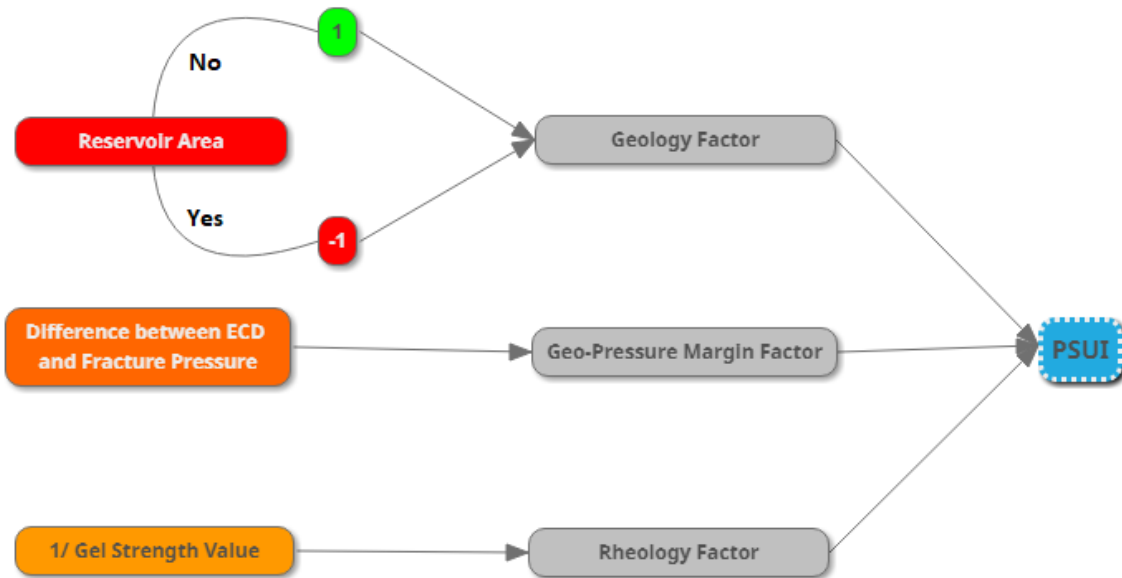 1
No
Reservoir Area
Geology Factor
Yes
-1
Difference between ECD
and Fracture Pressure
Geo-Pressure Margin Factor
PSUI
1/ Gel Strength Value
Rheology Factor